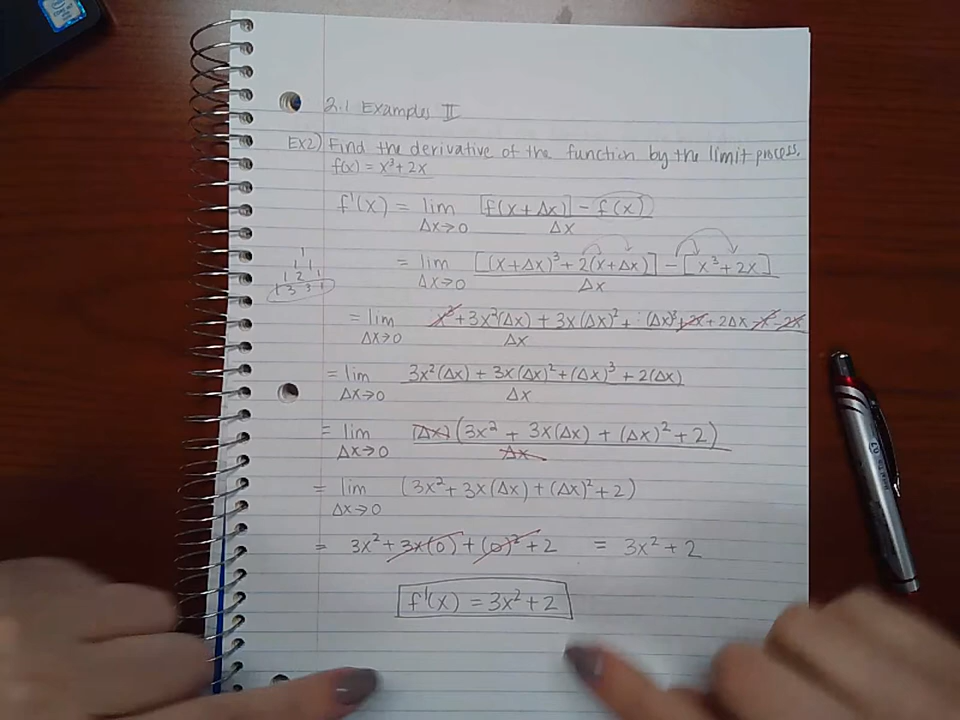 2.1 Examples II
Ex2) Find the derivative of the function by the limit process.
f(x) = x³ + 2x
f'(x) = lim Δx→0 [f(x + Δx)] - f(x) / Δx
1
1 1
1 2 1
1 3 3 1
= lim Δx→0 [(x+Δx)³ + 2(x+Δx)] - [x³ + 2x] / Δx
= lim Δx→0 x³ + 3x²(Δx) + 3x(Δx)² + (Δx)³ + 2x + 2Δx - x³ - 2x / Δx
= lim Δx→0 3x²(Δx) + 3x(Δx)² + (Δx)³ + 2(Δx) / Δx
= lim Δx→0 (Δx)(3x² + 3x(Δx) + (Δx)² + 2) / Δx
= lim Δx→0 (3x² + 3x(Δx) + (Δx)² + 2)
= 3x² + 3x(0) + (0)² + 2 = 3x² + 2
f'(x) = 3x² + 2